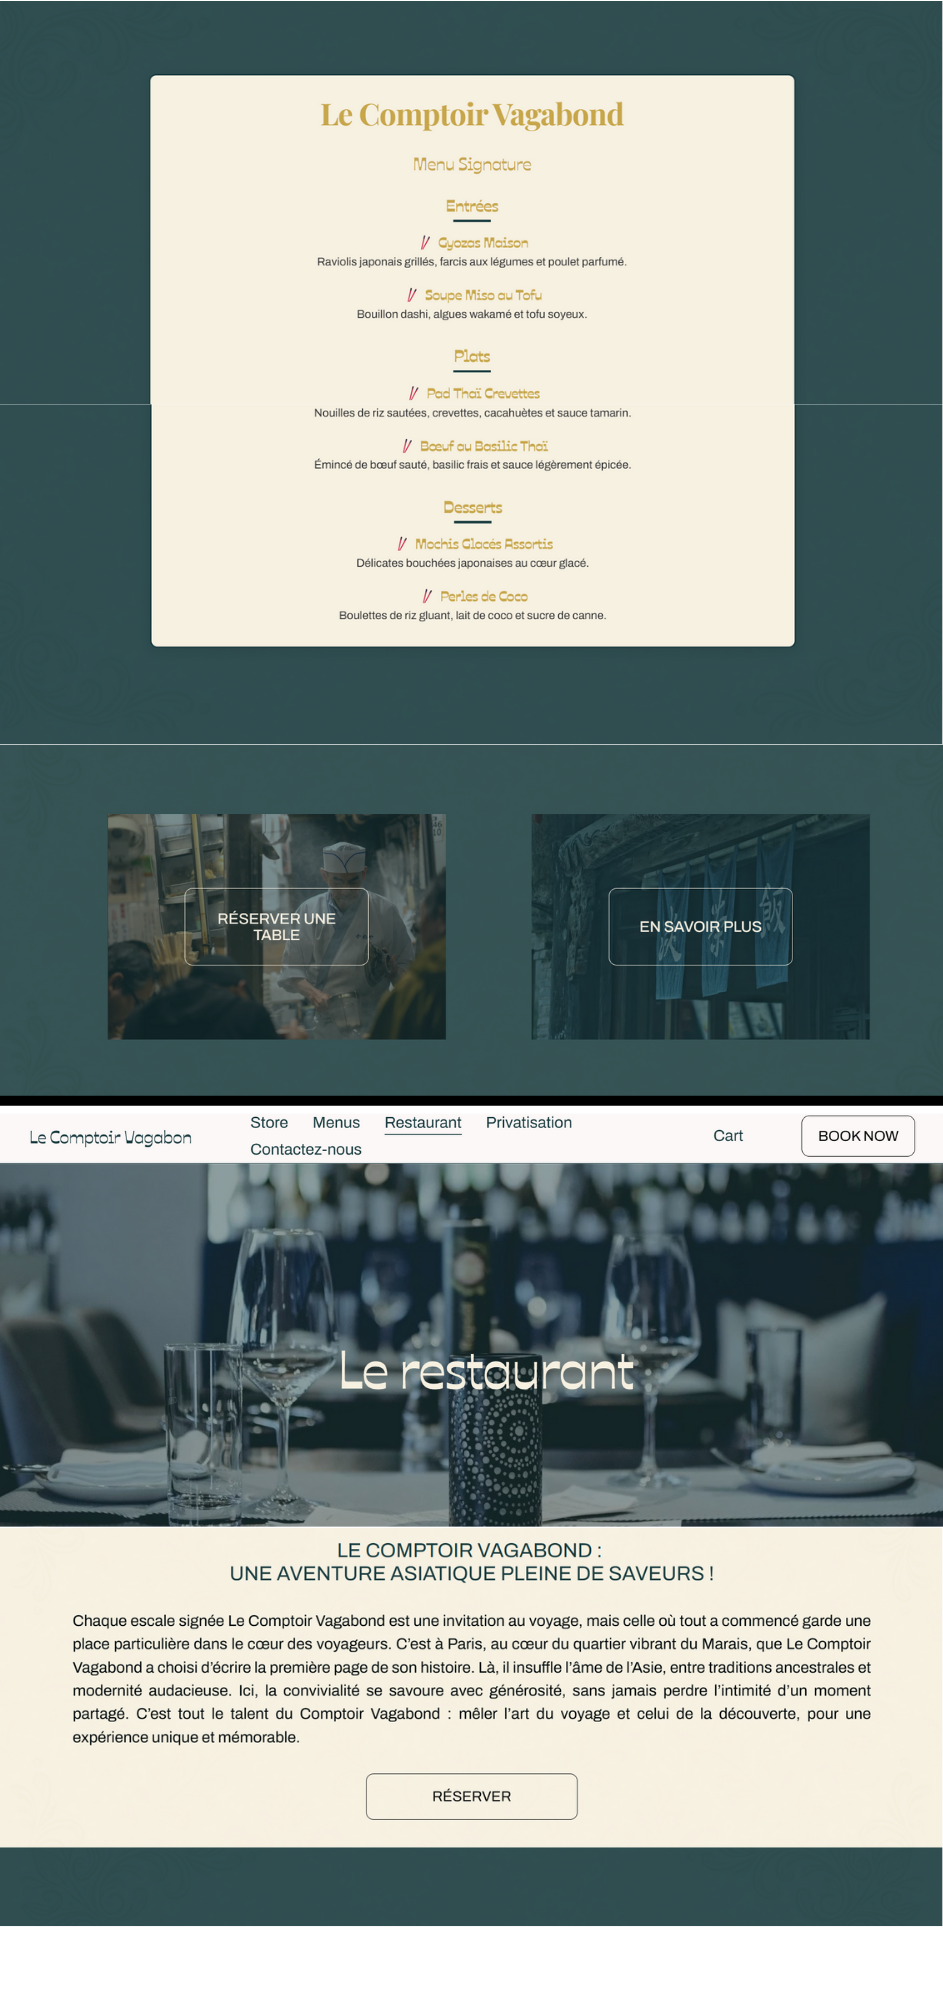 Le Comptoir Vagabond
Menu Signature
Entrées
Gyozas Maison
Raviolis japonais grillés, farcis aux légumes et poulet parfumé.
Soupe Miso au Tofu
Bouillon dashi, algues wakamé et tofu soyeux.
Plats
Pad Thaï Crevettes
Nouilles de riz sautées, crevettes, cacahuètes et sauce tamarin.
Bœuf au Basilic Thaï
Émincé de bœuf sauté, basilic frais et sauce légèrement épicée.
Desserts
Mochis Glacés Assortis
Délicates bouchées japonaises au cœur glacé.
Perles de Coco
Boulettes de riz gluant, lait de coco et sucre de canne.
RÉSERVER UNE
TABLE
EN SAVOIR PLUS
Le Comptoir Vagabon
Store Menus Restaurant Privatisation
Contactez-nous
Cart
BOOK NOW
Le restaurant
LE COMPTOIR VAGABOND :
UNE AVENTURE ASIATIQUE PLEINE DE SAVEURS !
Chaque escale signée Le Comptoir Vagabond est une invitation au voyage, mais celle où tout a commencé garde une
place particulière dans le cœur des voyageurs. C’est à Paris, au cœur du quartier vibrant du Marais, que Le Comptoir
Vagabond a choisi d’écrire la première page de son histoire. Là, il insuffle l’âme de l’Asie, entre traditions ancestrales et
modernité audacieuse. Ici, la convivialité se savoure avec générosité, sans jamais perdre l’intimité d’un moment
partagé. C’est tout le talent du Comptoir Vagabond : mêler l’art du voyage et celui de la découverte, pour une
expérience unique et mémorable.
RÉSERVER